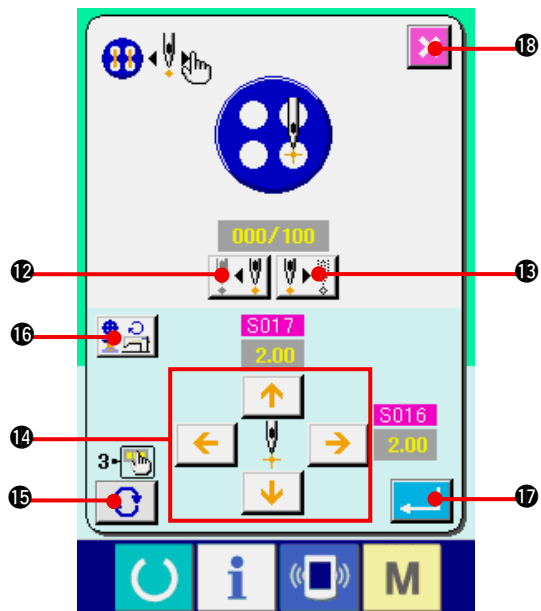 ⓲
000/100
⓬
⓭
⓰
S017
2.00
S016
2.00
⓮
3
⓯
⓱
i
M